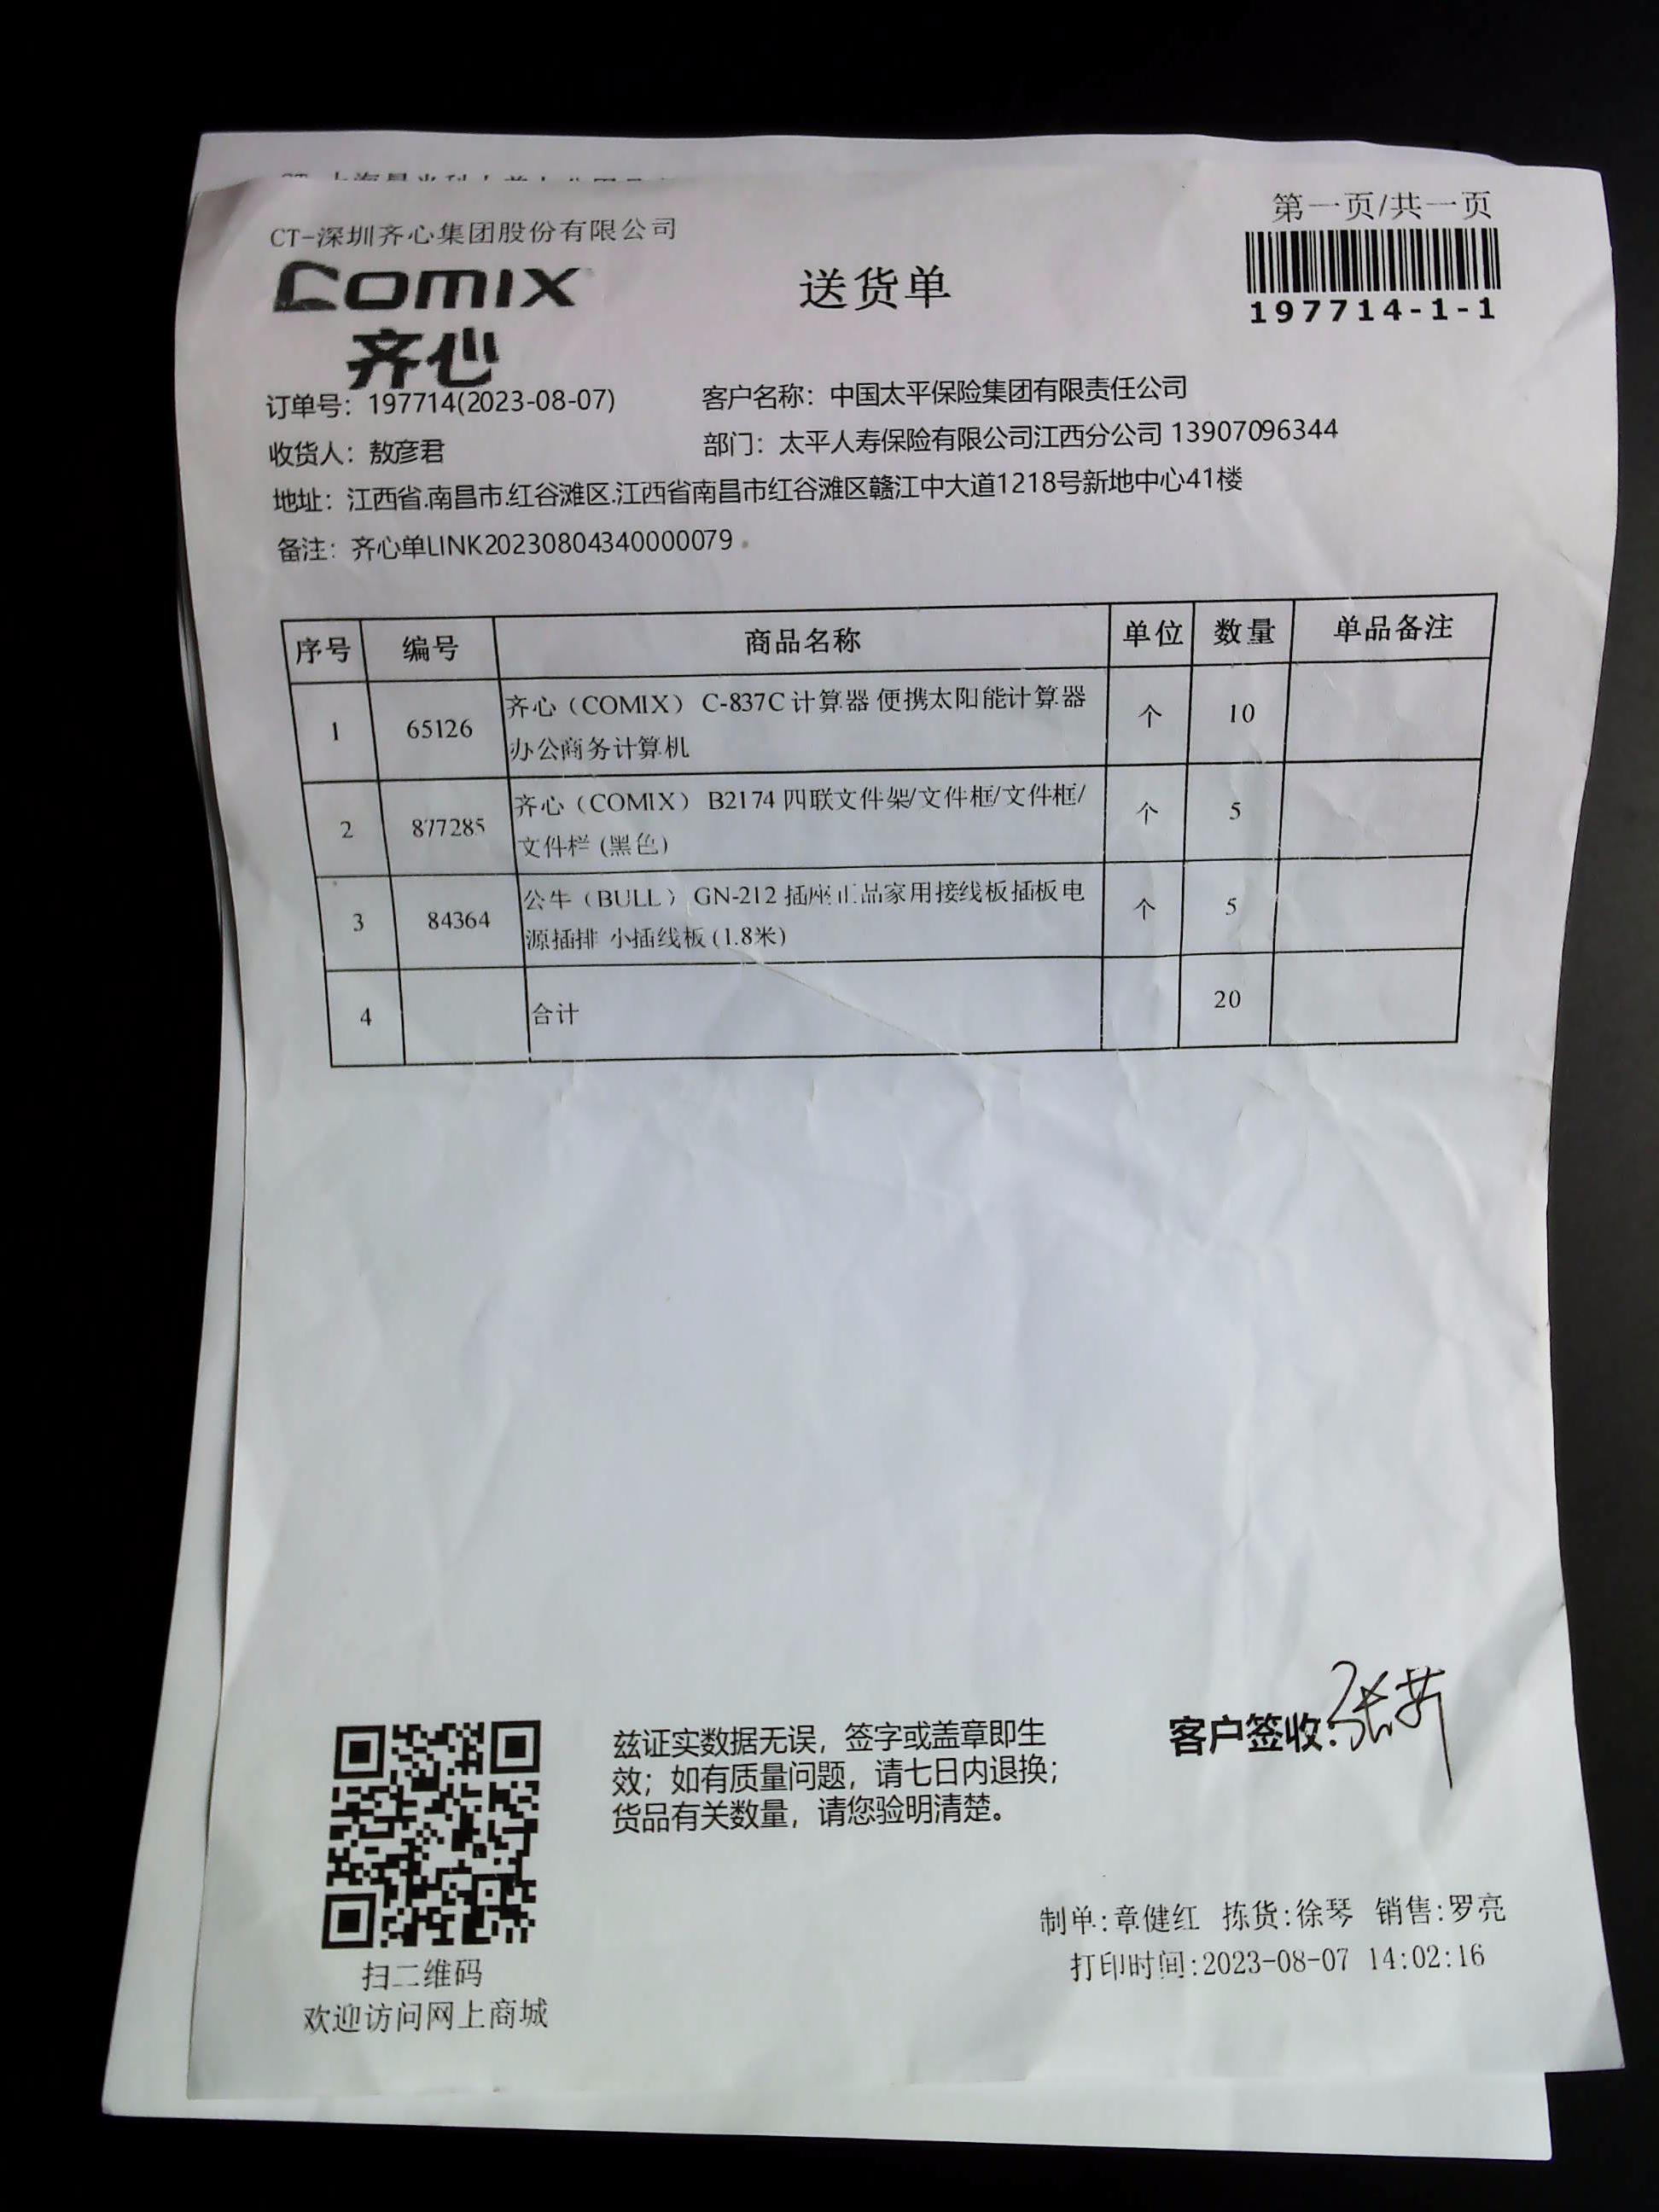 第一页/共一页
CT-深圳齐心集团股份有限公司
COMIX
齐心
送货单
197714-1-1
订单号：197714(2023-08-07)
客户名称：中国太平保险集团有限责任公司
收货人：敖彦君
部门：太平人寿保险有限公司江西分公司 13907096344
地址：江西省.南昌市.红谷滩区.江西省南昌市红谷滩区赣江中大道1218号新地中心41楼
备注：齐心单LINK20230804340000079
序号 编号 商品名称 单位 数量 单品备注
1 65126 齐心（COMIX） C-837C 计算器 便携太阳能计算器 个 10
办公商务计算机
2 877285 齐心（COMIX） B2174 四联文件架/文件框/文件框/ 个 5
文件栏 (黑色)
3 84364 公牛（BULL） GN-212 插座正品家用接线板插板电 个 5
源插排 小插线板 (1.8米)
4 合计 20
兹证实数据无误，签字或盖章即生
效；如有质量问题，请七日内退换；
货品有关数量，请您验明清楚。
客户签收:
制单:章健红 拣货:徐琴 销售:罗亮
打印时间:2023-08-07 14:02:16
扫二维码
欢迎访问网上商城